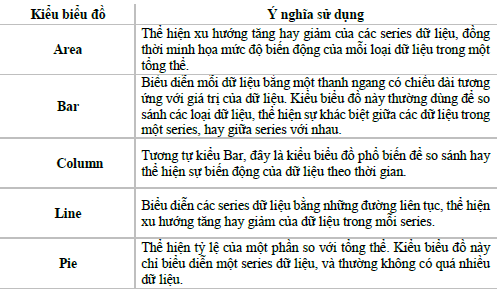 Kiểu biểu đồ
Ý nghĩa sử dụng
Area
Thể hiện xu hướng tăng hay giảm của các series dữ liệu, đồng
thời minh họa mức độ biến động của mỗi loại dữ liệu trong một
tổng thể.
Bar
Biểu diễn mỗi dữ liệu bằng một thanh ngang có chiều dài tương
ứng với giá trị của dữ liệu. Kiểu biểu đồ này thường dùng để so
sánh các loại dữ liệu, thể hiện sự khác biệt giữa các dữ liệu trong
một series, hay giữa series với nhau.
Column
Tương tự kiểu Bar, đây là kiểu biểu đồ phổ biến để so sánh hay
thể hiện sự biến động của dữ liệu theo thời gian.
Line
Biểu diễn các series dữ liệu bằng những đường liên tục, thể hiện
xu hướng tăng hay giảm của dữ liệu trong mỗi series.
Pie
Thể hiện tỷ lệ của một phần so với tổng thể. Kiểu biểu đồ này
chỉ biểu diễn một series dữ liệu, và thường không có quá nhiều
dữ liệu.